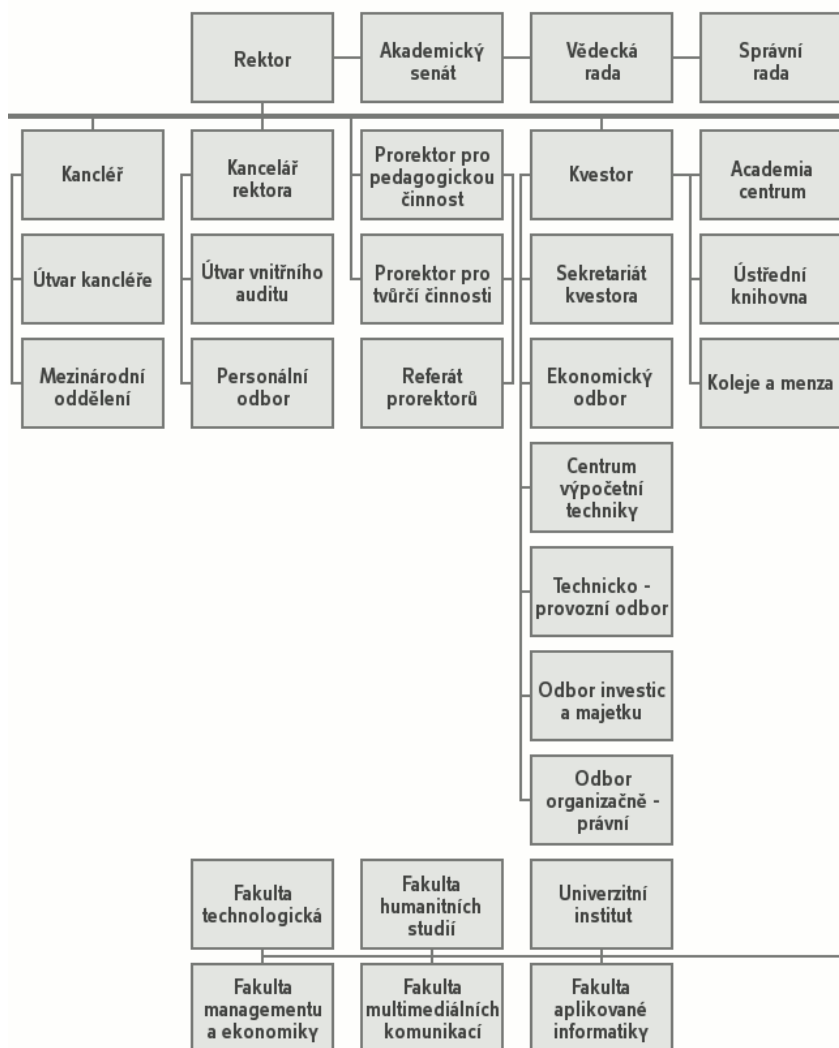 Rektor
Akademický
senát
Vědecká
rada
Správní
rada
Kancléř
Kancelář
rektora
Prorektor pro
pedagogickou
činnost
Kvestor
Academia
centrum
Útvar kancléře
Útvar vnitřního
auditu
Prorektor pro
tvůrčí činnosti
Sekretariát
kvestora
Ústřední
knihovna
Mezinárodní
oddělení
Personální
odbor
Referát
prorektorů
Ekonomický
odbor
Koleje a menza
Centrum
výpočetní
techniky
Technicko -
provozní odbor
Odbor investic
a majetku
Odbor
organizačně -
právní
Fakulta
technologická
Fakulta
humanitních
studií
Univerzitní
institut
Fakulta
managementu
a ekonomiky
Fakulta
multimediálních
komunikací
Fakulta
aplikované
informatiky